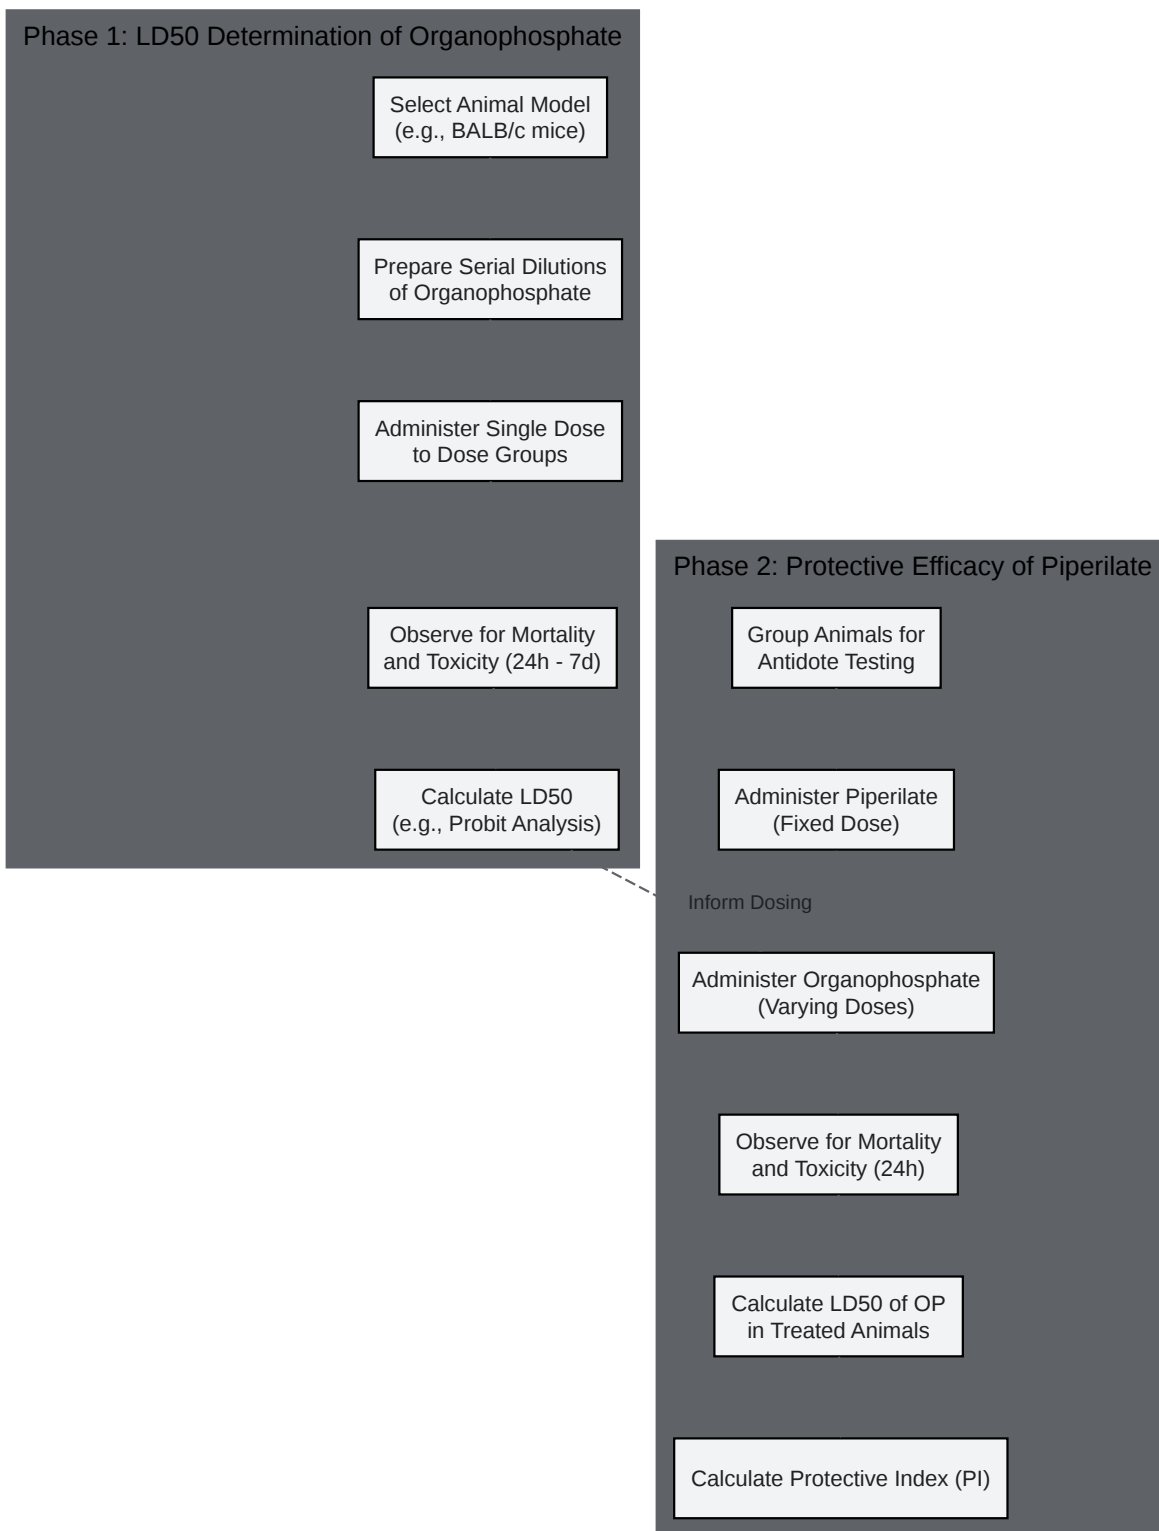 Phase 1: LD50 Determination of Organophosphate
Select Animal Model
(e.g., BALB/c mice)
Prepare Serial Dilutions
of Organophosphate
Administer Single Dose
to Dose Groups
Observe for Mortality
and Toxicity (24h - 7d)
Calculate LD50
(e.g., Probit Analysis)
Phase 2: Protective Efficacy of Piperilate
Group Animals for
Antidote Testing
Administer Piperilate
(Fixed Dose)
Inform Dosing
Administer Organophosphate
(Varying Doses)
Observe for Mortality
and Toxicity (24h)
Calculate LD50 of OP
in Treated Animals
Calculate Protective Index (PI)